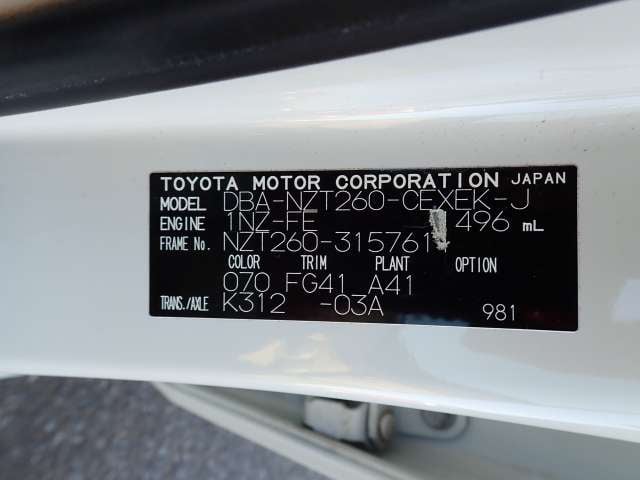 TOYOTA MOTOR CORPORATION JAPAN
MODEL DBA-NZT260-CEXEK-J
ENGINE 1NZ-FE 1496 mL
FRAME No. NZT260-3157611
COLOR TRIM PLANT OPTION
070 FG41 A41
TRANS./AXLE K312 -03A 981